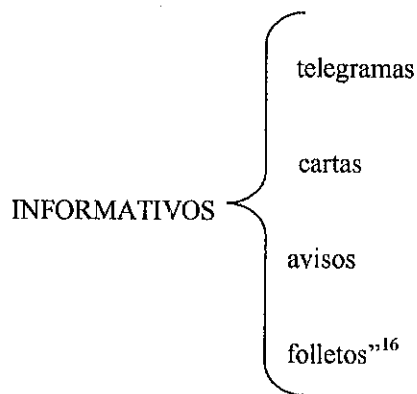 telegramas
cartas
INFORMATIVOS
avisos
folletos”16